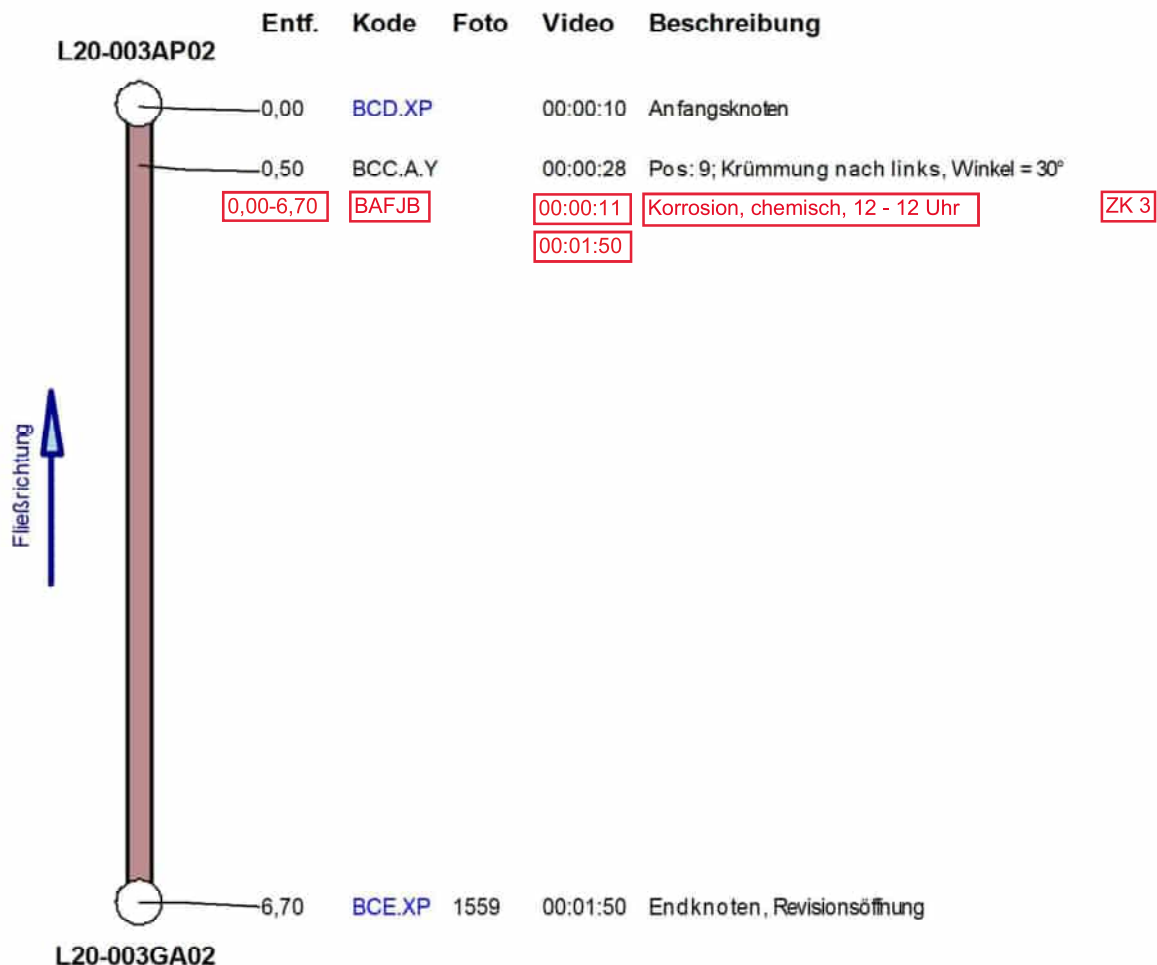 Entf. Kode Foto Video Beschreibung
L20-003AP02
0,00 BCD.XP 00:00:10 Anfangsknoten
0,50 BCC.A.Y 00:00:28 Pos: 9; Krümmung nach links, Winkel = 30°
0,00-6,70 BAFJB 00:00:11 Korrosion, chemisch, 12 - 12 Uhr ZK 3
00:01:50
Fließrichtung
6,70 BCE.XP 1559 00:01:50 Endknoten, Revisionsöffnung
L20-003GA02